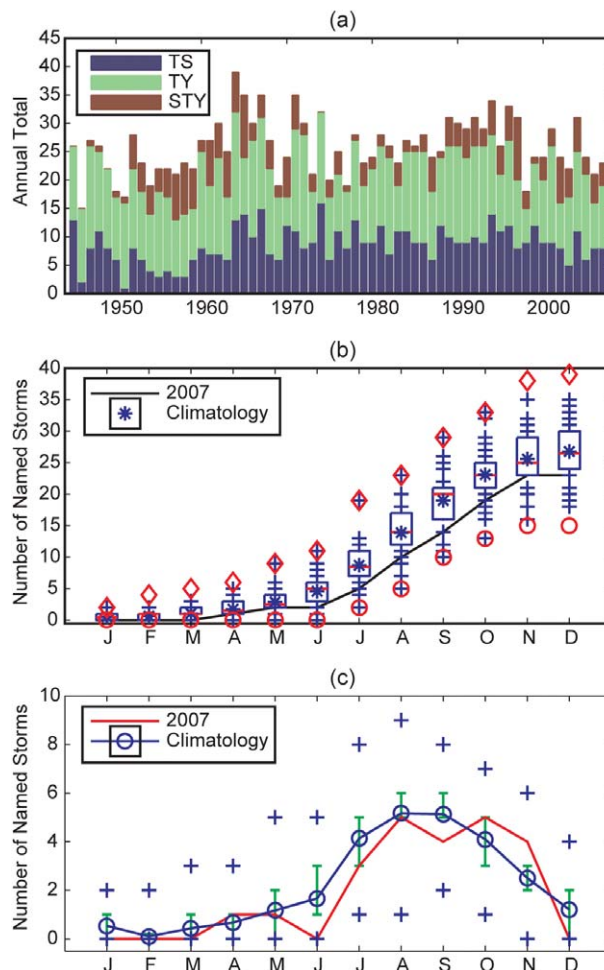 (a)
45
40
35
30
25
20
15
10
5
0
Annual Total
TS
TY
STY
1950 1960 1970 1980 1990 2000
(b)
40
35
30
25
20
15
10
5
0
Number of Named Storms
2007
Climatology
J F M A M J J A S O N D
(c)
10
8
6
4
2
0
Number of Named Storms
2007
Climatology
J F M A M J J A S O N D